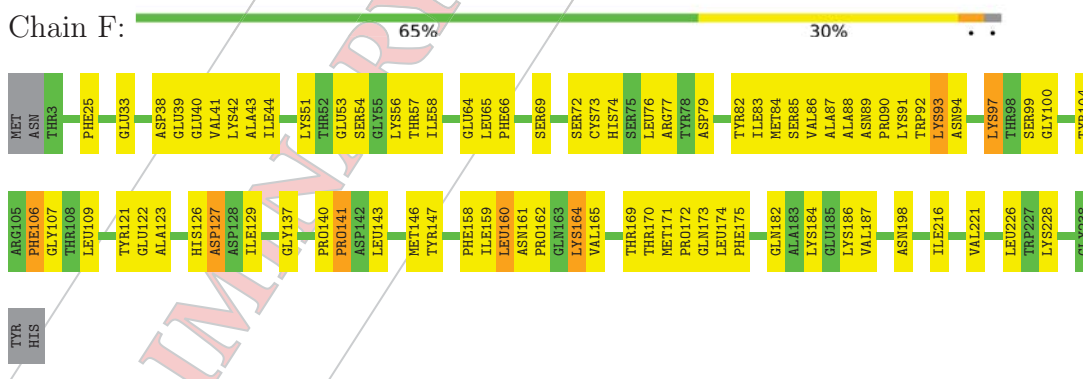 Chain F:
65% 30% • •
MET ASN THR3 PHE25 GLU33 ASP38 GLU39 GLU40 VAL41 LYS42 ALA43 ILE44 LYS51 THR52 GLU53 SER54 GLY55 LYS56 THR57 ILE58 GLU64 LEU65 PHE66 SER69 SER72 CYS73 HIS74 SER75 LEU76 ARG77 TYR78 ASP79 TYR82 ILE83 MET84 SER85 VAL86 ALA87 ALA88 ASN89 PRO90 LYS91 TRP92 LYS93 ASN94 LYS97 THR98 SER99 GLY100
ARG105 PHE106 GLY107 THR108 LEU109 TYR121 GLU122 ALA123 HIS126 ASP127 ASP128 ILE129 GLY137 PRO140 PRO141 ASP142 LEU143 MET146 TYR147 PHE158 ILE159 LEU160 ASN161 PRO162 GLN163 LYS164 VAL165 THR169 THR170 MET171 PRO172 GLN173 LEU174 PHE175 GLN182 ALA183 LYS184 GLU185 LYS186 VAL187 ASN198 ILE216 VAL221 LEU226 TRP227 LYS228
TYR HIS